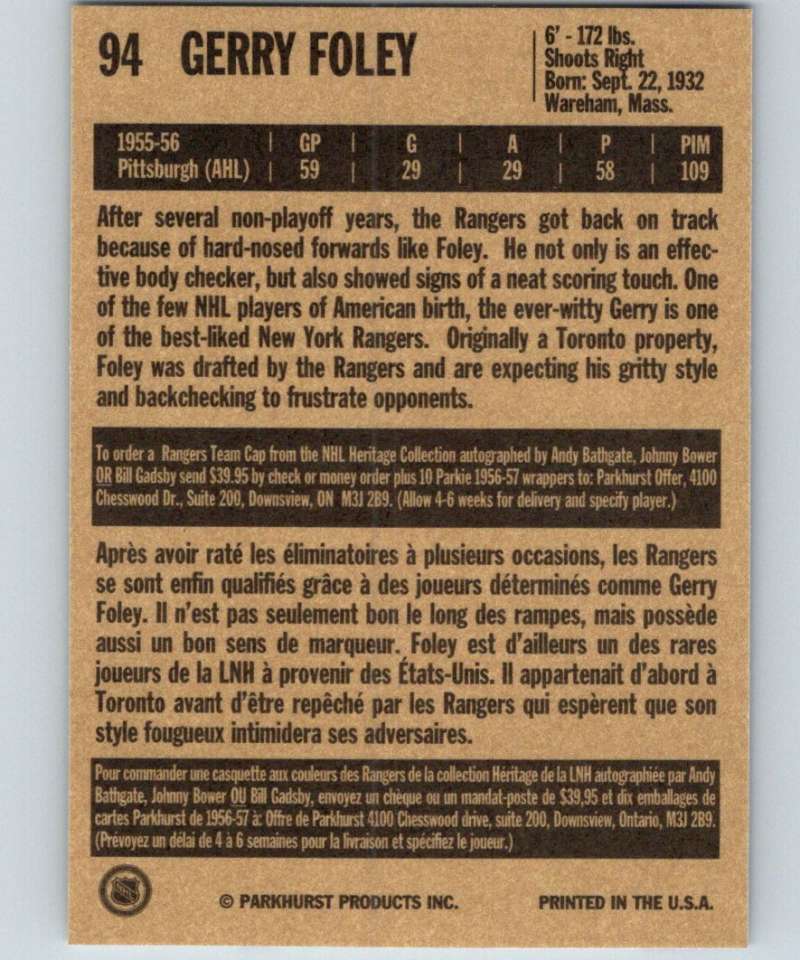 94 GERRY FOLEY
6' - 172 lbs.
Shoots Right
Born: Sept. 22, 1932
Wareham, Mass.
1955-56 | GP | G | A | P | PIM
Pittsburgh (AHL) | 59 | 29 | 29 | 58 | 109
After several non-playoff years, the Rangers got back on track
because of hard-nosed forwards like Foley. He not only is an effec-
tive body checker, but also showed signs of a neat scoring touch. One
of the few NHL players of American birth, the ever-witty Gerry is one
of the best-liked New York Rangers. Originally a Toronto property,
Foley was drafted by the Rangers and are expecting his gritty style
and backchecking to frustrate opponents.
To order a Rangers Team Cap from the NHL Heritage Collection autographed by Andy Bathgate, Johnny Bower
OR Bill Gadsby send $39.95 by check or money order plus 10 Parkie 1956-57 wrappers to: Parkhurst Offer, 4100
Chesswood Dr., Suite 200, Downsview, ON M3J 2B9. (Allow 4-6 weeks for delivery and specify player.)
Après avoir raté les éliminatoires à plusieurs occasions, les Rangers
se sont enfin qualifiés grâce à des joueurs déterminés comme Gerry
Foley. Il n'est pas seulement bon le long des rampes, mais possède
aussi un bon sens de marqueur. Foley est d'ailleurs un des rares
joueurs de la LNH à provenir des États-Unis. Il appartenait d'abord à
Toronto avant d'être repêché par les Rangers qui espèrent que son
style fougueux intimidera ses adversaires.
Pour commander une casquette aux couleurs des Rangers de la collection Héritage de la LNH autographiée par Andy
Bathgate, Johnny Bower OU Bill Gadsby, envoyez un chèque ou un mandat-poste de $39,95 et dix emballages de
cartes Parkhurst de 1956-57 à: Offre de Parkhurst 4100 Chesswood drive, suite 200, Downsview, Ontario, M3J 2B9.
(Prévoyez un délai de 4 à 6 semaines pour la livraison et spécifiez le joueur.)
NHL
© PARKHURST PRODUCTS INC. PRINTED IN THE U.S.A.